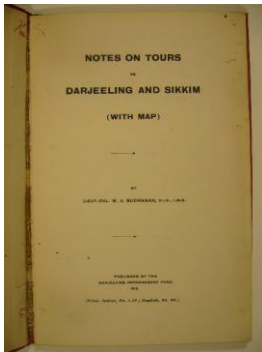 NOTES ON TOURS
IN
DARJEELING AND SIKKIM
(WITH MAP)
BY
LIEUT.-COL. W. J. BUCHANAN,
PUBLISHED BY THE
DARJEELING IMPROVEMENT FUND.